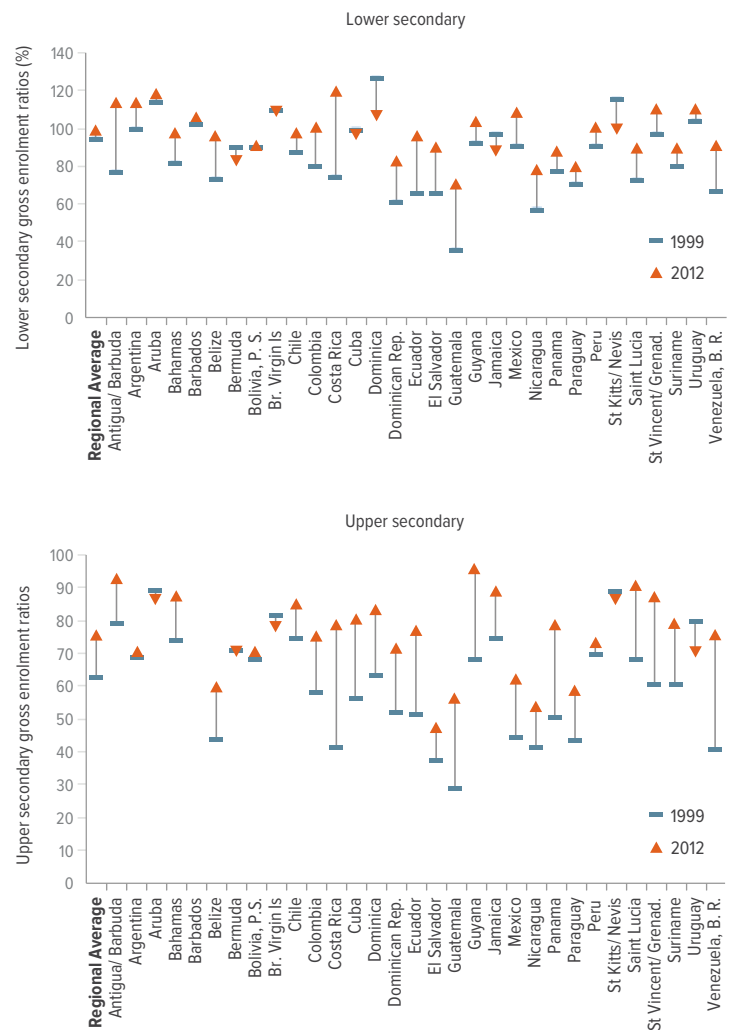 Lower secondary
Lower secondary gross enrolment ratios (%)
140
120
100
80
60
40
20
0
1999
2012
Regional Average
Antigua/ Barbuda
Argentina
Aruba
Bahamas
Barbados
Belize
Bermuda
Bolivia, P. S.
Br. Virgin Is
Chile
Colombia
Costa Rica
Cuba
Dominica
Dominican Rep.
Ecuador
El Salvador
Guatemala
Guyana
Jamaica
Mexico
Nicaragua
Panama
Paraguay
Peru
St Kitts/ Nevis
Saint Lucia
St Vincent/ Grenad.
Suriname
Uruguay
Venezuela, B. R.
Upper secondary
Upper secondary gross enrolment ratios
100
90
80
70
60
50
40
30
20
10
0
1999
2012
Regional Average
Antigua/ Barbuda
Argentina
Aruba
Bahamas
Barbados
Belize
Bermuda
Bolivia, P.S.
Br. Virgin Is
Chile
Colombia
Costa Rica
Cuba
Dominica
Dominican Rep.
Ecuador
El Salvador
Guatemala
Guyana
Jamaica
Mexico
Nicaragua
Panama
Paraguay
Peru
St Kitts/ Nevis
Saint Lucia
St Vincent/ Grenad.
Suriname
Uruguay
Venezuela, B. R.